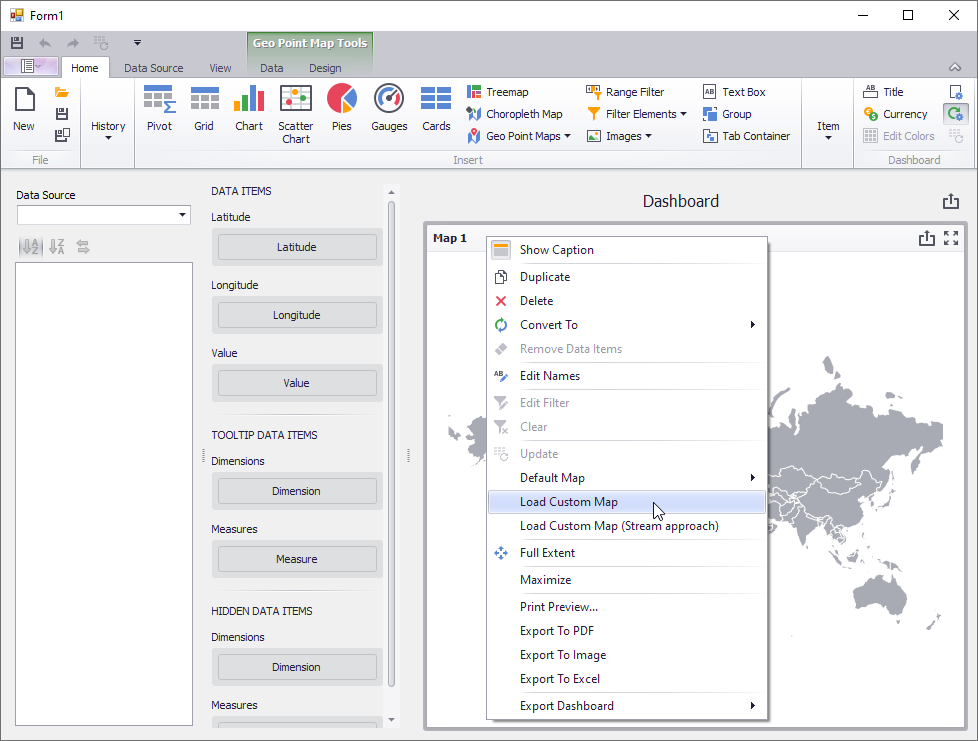 Form1
Geo Point Map Tools
Home
Data Source
View
Data
Design
New
File
History
Pivot
Grid
Chart
Scatter
Chart
Pies
Gauges
Cards
Treemap
Choropleth Map
Geo Point Maps
Range Filter
Filter Elements
Images
Text Box
Group
Tab Container
Insert
Item
Title
Currency
Edit Colors
Dashboard
Data Source
DATA ITEMS
Latitude
Latitude
Longitude
Longitude
Value
Value
TOOLTIP DATA ITEMS
Dimensions
Dimension
Measures
Measure
HIDDEN DATA ITEMS
Dimensions
Dimension
Measures
Dashboard
Map 1
Show Caption
Duplicate
Delete
Convert To
Remove Data Items
Edit Names
Edit Filter
Clear
Update
Default Map
Load Custom Map
Load Custom Map (Stream approach)
Full Extent
Maximize
Print Preview...
Export To PDF
Export To Image
Export To Excel
Export Dashboard